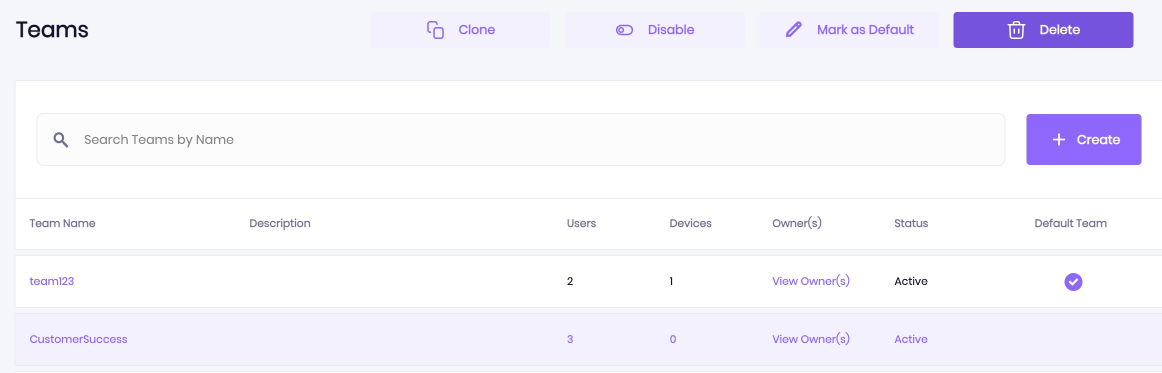 Teams
Clone Disable Mark as Default Delete
Search Teams by Name Create
Team Name Description Users Devices Owner(s) Status Default Team
team123 2 1 View Owner(s) Active
CustomerSuccess 3 0 View Owner(s) Active